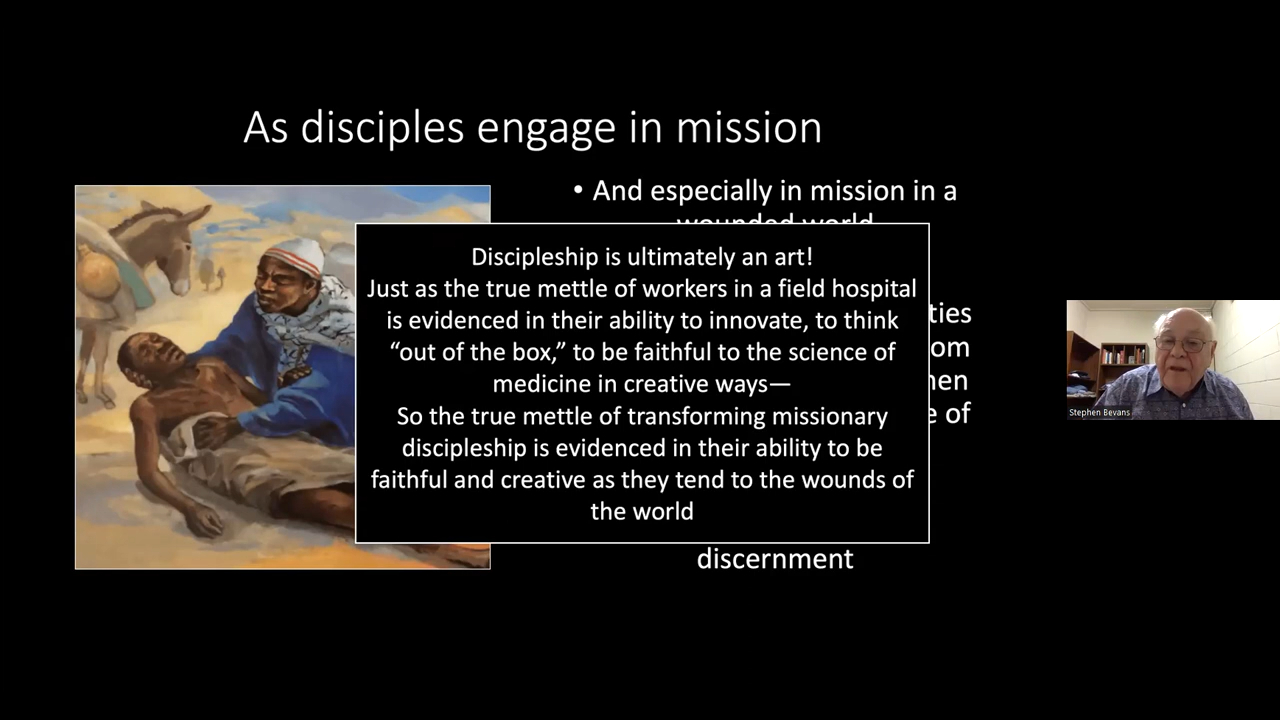 As disciples engage in mission
• And especially in mission in a
wounded world
Discipleship is ultimately an art!
Just as the true mettle of workers in a field hospital
is evidenced in their ability to innovate, to think
“out of the box,” to be faithful to the science of
medicine in creative ways—
So the true mettle of transforming missionary
discipleship is evidenced in their ability to be
faithful and creative as they tend to the wounds of
the world
discernment
Stephen Bevans